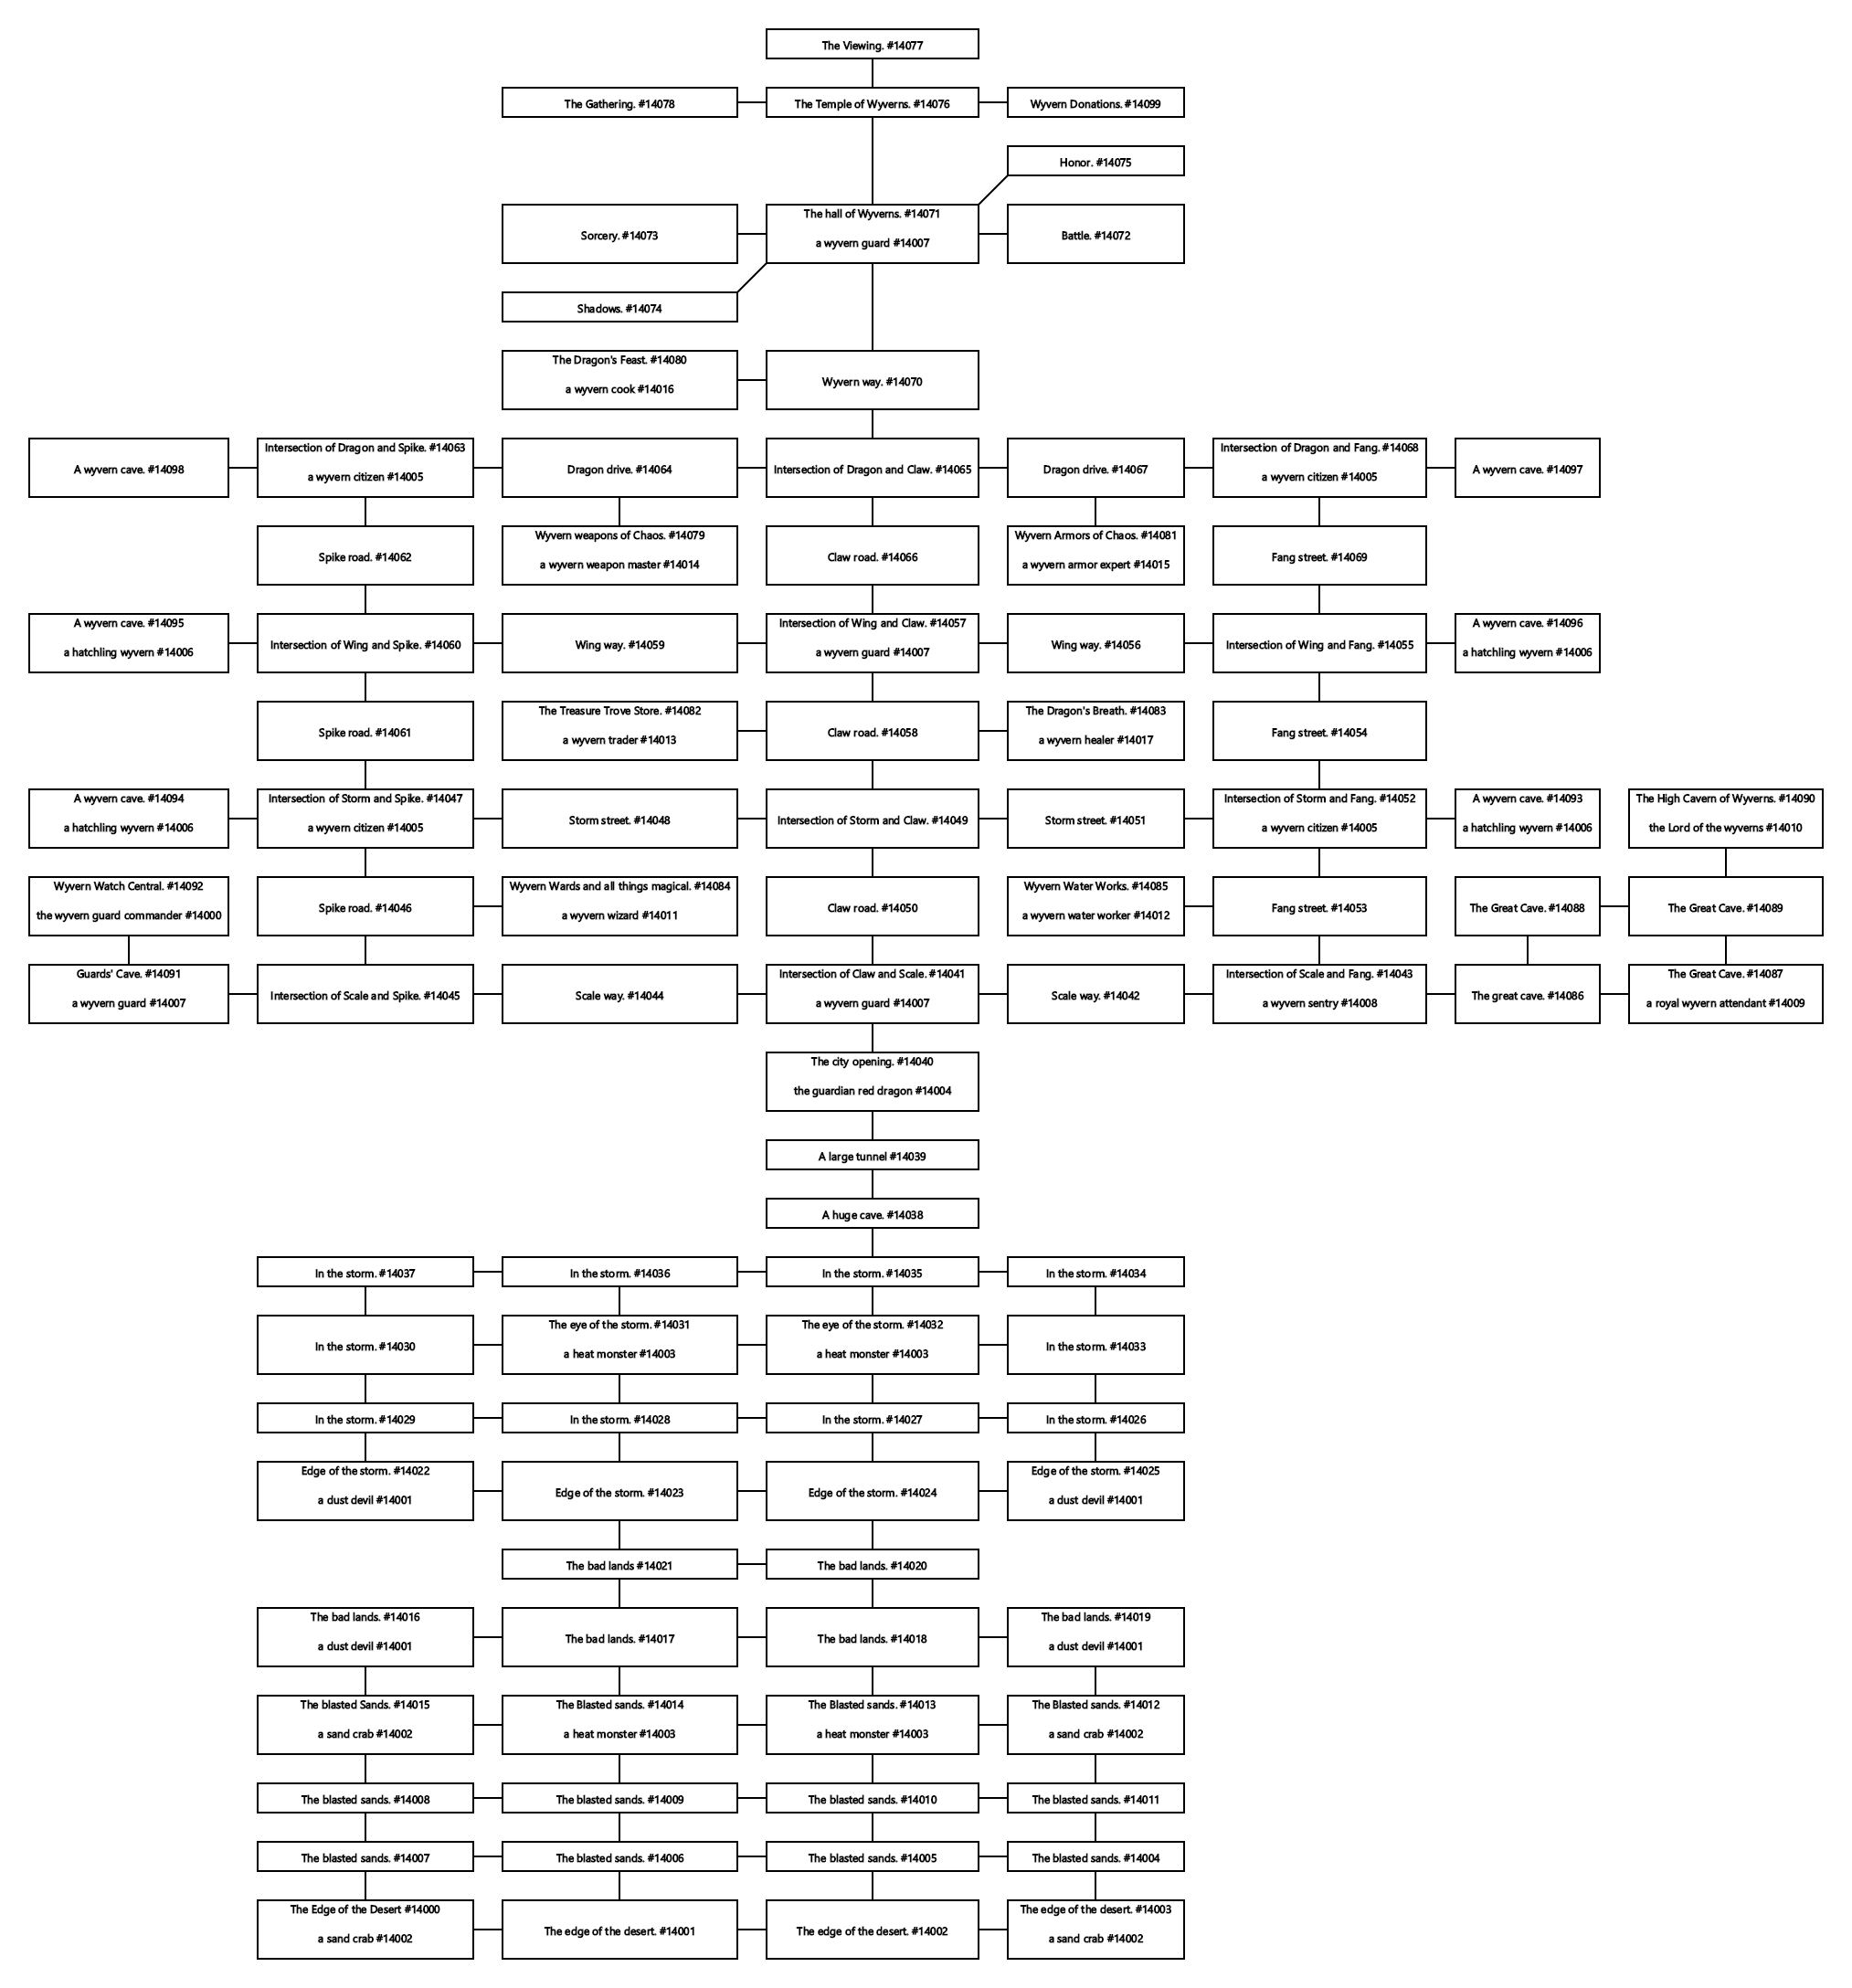 The Viewing. #14077
The Gathering. #14078
The Temple of Wyverns. #14076
Wyvern Donations. #14099
Honor. #14075
Sorcery. #14073
The hall of Wyverns. #14071
a wyvern guard #14007
Battle. #14072
Shadows. #14074
The Dragon's Feast. #14080
a wyvern cook #14016
Wyvern way. #14070
A wyvern cave. #14098
Intersection of Dragon and Spike. #14063
a wyvern citizen #14005
Dragon drive. #14064
Intersection of Dragon and Claw. #14065
Dragon drive. #14067
Intersection of Dragon and Fang. #14068
a wyvern citizen #14005
A wyvern cave. #14097
Spike road. #14062
Wyvern weapons of Chaos. #14079
a wyvern weapon master #14014
Claw road. #14066
Wyvern Armors of Chaos. #14081
a wyvern armor expert #14015
Fang street. #14069
A wyvern cave. #14095
a hatchling wyvern #14006
Intersection of Wing and Spike. #14060
Wing way. #14059
Intersection of Wing and Claw. #14057
a wyvern guard #14007
Wing way. #14056
Intersection of Wing and Fang. #14055
A wyvern cave. #14096
a hatchling wyvern #14006
Spike road. #14061
The Treasure Trove Store. #14082
a wyvern trader #14013
Claw road. #14058
The Dragon's Breath. #14083
a wyvern healer #14017
Fang street. #14054
A wyvern cave. #14094
a hatchling wyvern #14006
Intersection of Storm and Spike. #14047
a wyvern citizen #14005
Storm street. #14048
Intersection of Storm and Claw. #14049
Storm street. #14051
Intersection of Storm and Fang. #14052
a wyvern citizen #14005
A wyvern cave. #14093
a hatchling wyvern #14006
The High Cavern of Wyverns. #14090
the Lord of the wyverns #14010
Wyvern Watch Central. #14092
the wyvern guard commander #14000
Spike road. #14046
Wyvern Wards and all things magical. #14084
a wyvern wizard #14011
Claw road. #14050
Wyvern Water Works. #14085
a wyvern water worker #14012
Fang street. #14053
The Great Cave. #14088
The Great Cave. #14089
Guards' Cave. #14091
a wyvern guard #14007
Intersection of Scale and Spike. #14045
Scale way. #14044
Intersection of Claw and Scale. #14041
a wyvern guard #14007
Scale way. #14042
Intersection of Scale and Fang. #14043
a wyvern sentry #14008
The great cave. #14086
The Great Cave. #14087
a royal wyvern attendant #14009
The city opening. #14040
the guardian red dragon #14004
A large tunnel #14039
A huge cave. #14038
In the storm. #14037
In the storm. #14036
In the storm. #14035
In the storm. #14034
In the storm. #14030
The eye of the storm. #14031
a heat monster #14003
The eye of the storm. #14032
a heat monster #14003
In the storm. #14033
In the storm. #14029
In the storm. #14028
In the storm. #14027
In the storm. #14026
Edge of the storm. #14022
a dust devil #14001
Edge of the storm. #14023
Edge of the storm. #14024
Edge of the storm. #14025
a dust devil #14001
The bad lands #14021
The bad lands. #14020
The bad lands. #14016
a dust devil #14001
The bad lands. #14017
The bad lands. #14018
The bad lands. #14019
a dust devil #14001
The blasted Sands. #14015
a sand crab #14002
The Blasted sands. #14014
a heat monster #14003
The Blasted sands. #14013
a heat monster #14003
The Blasted sands. #14012
a sand crab #14002
The blasted sands. #14008
The blasted sands. #14009
The blasted sands. #14010
The blasted sands. #14011
The blasted sands. #14007
The blasted sands. #14006
The blasted sands. #14005
The blasted sands. #14004
The Edge of the Desert #14000
a sand crab #14002
The edge of the desert. #14001
The edge of the desert. #14002
The edge of the desert. #14003
a sand crab #14002